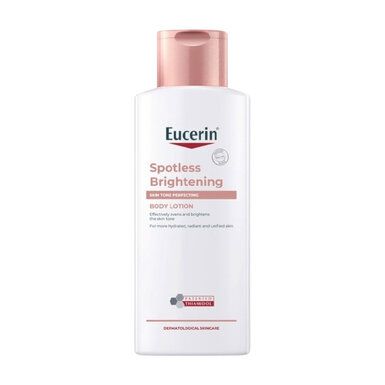 Eucerin®
Spotless
Brightening
SKIN TONE PERFECTING
BODY LOTION
Effectively evens and brightens
the skin tone
For more hydrated, radiant and unified skin
PATENTED
THIAMIDOL
DERMATOLOGICAL SKINCARE